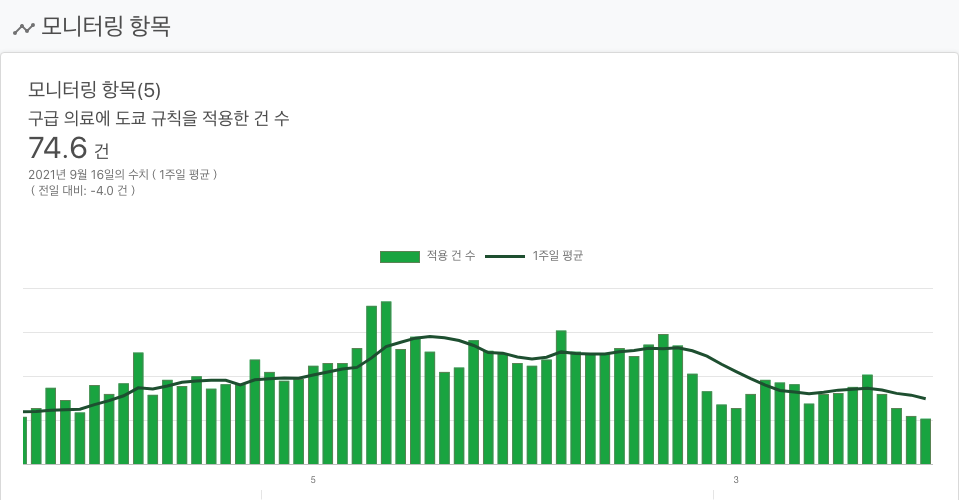 모니터링 항목
모니터링 항목(5)
구급 의료에 도쿄 규칙을 적용한 건 수
74.6 건
2021년 9월 16일의 수치 ( 1주일 평균 )
( 전일 대비: -4.0 건 )
적용 건 수 1주일 평균
5 3